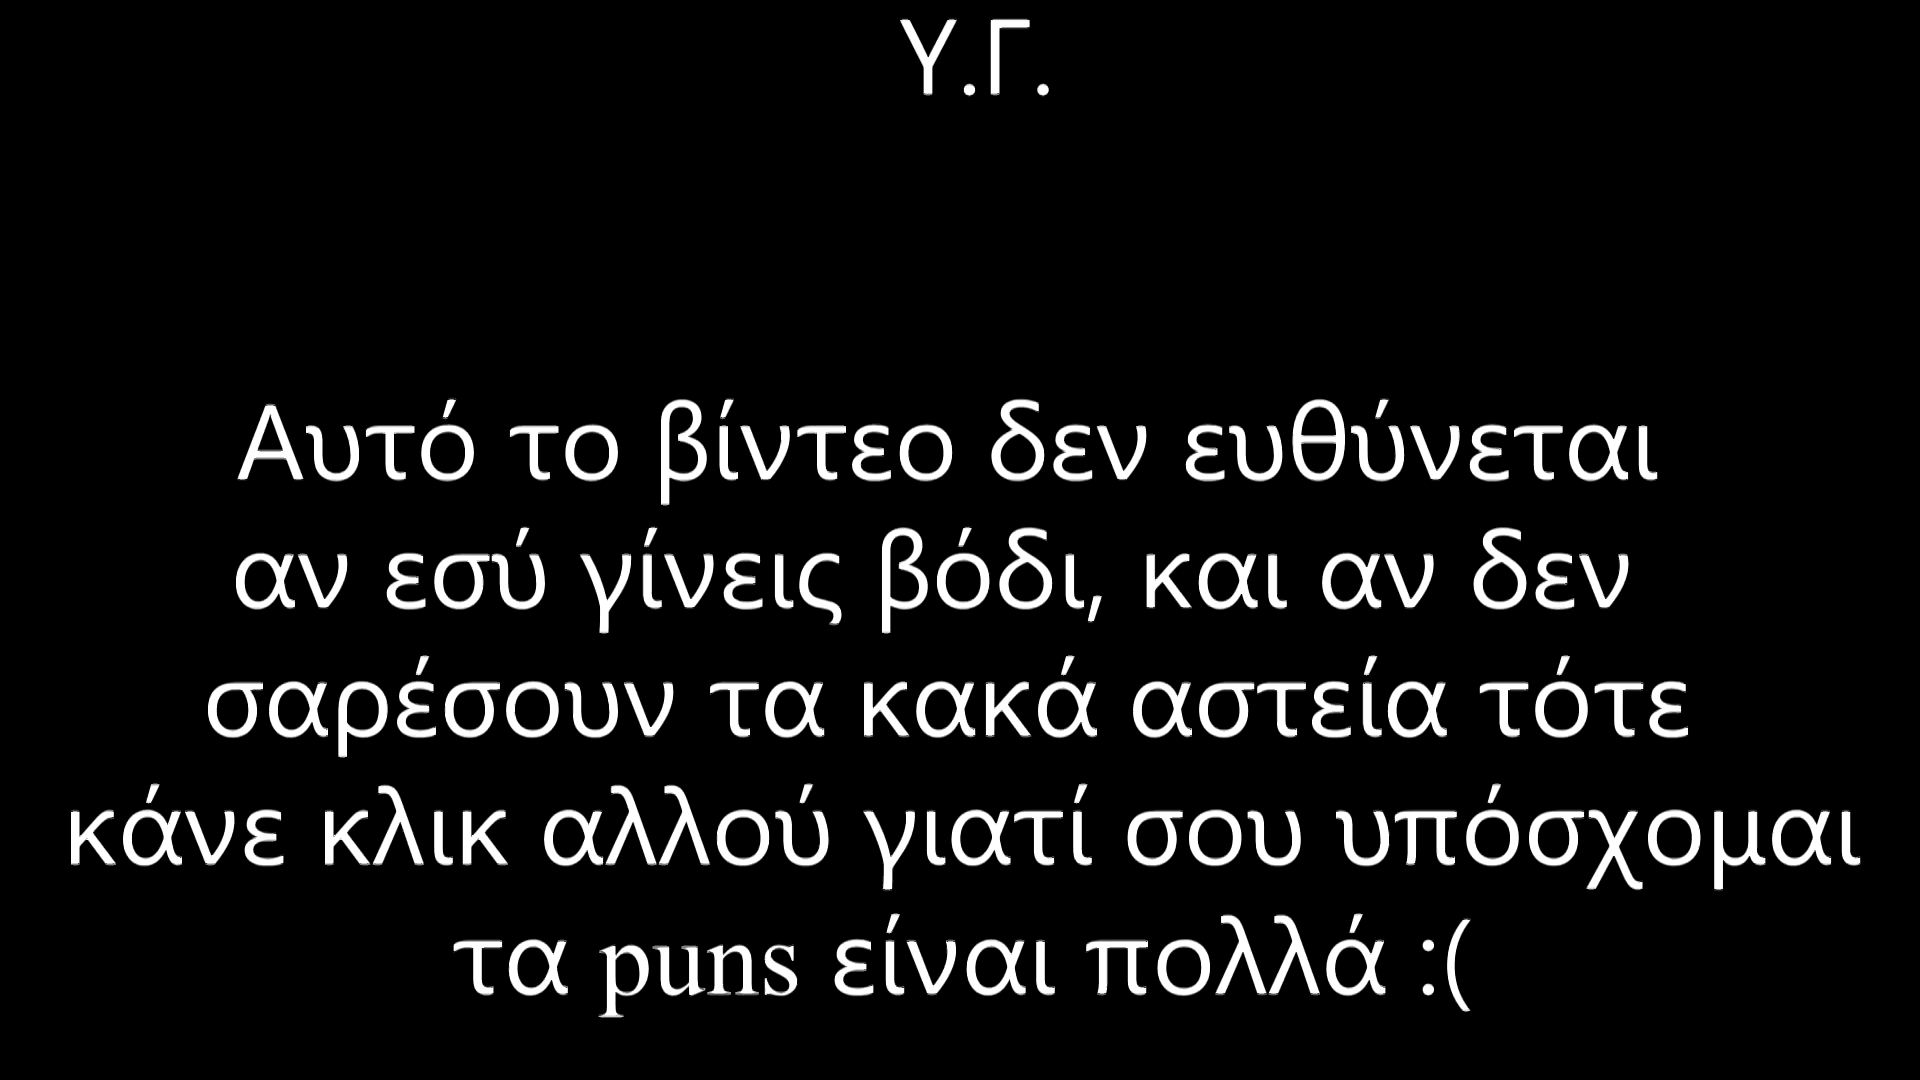 Υ.Γ.
Αυτό το βίντεο δεν ευθύνεται
αν εσύ γίνεις βόδι, και αν δεν
σαρέσουν τα κακά αστεία τότε
κάνε κλικ αλλού γιατί σου υπόσχομαι
τα puns είναι πολλά :(